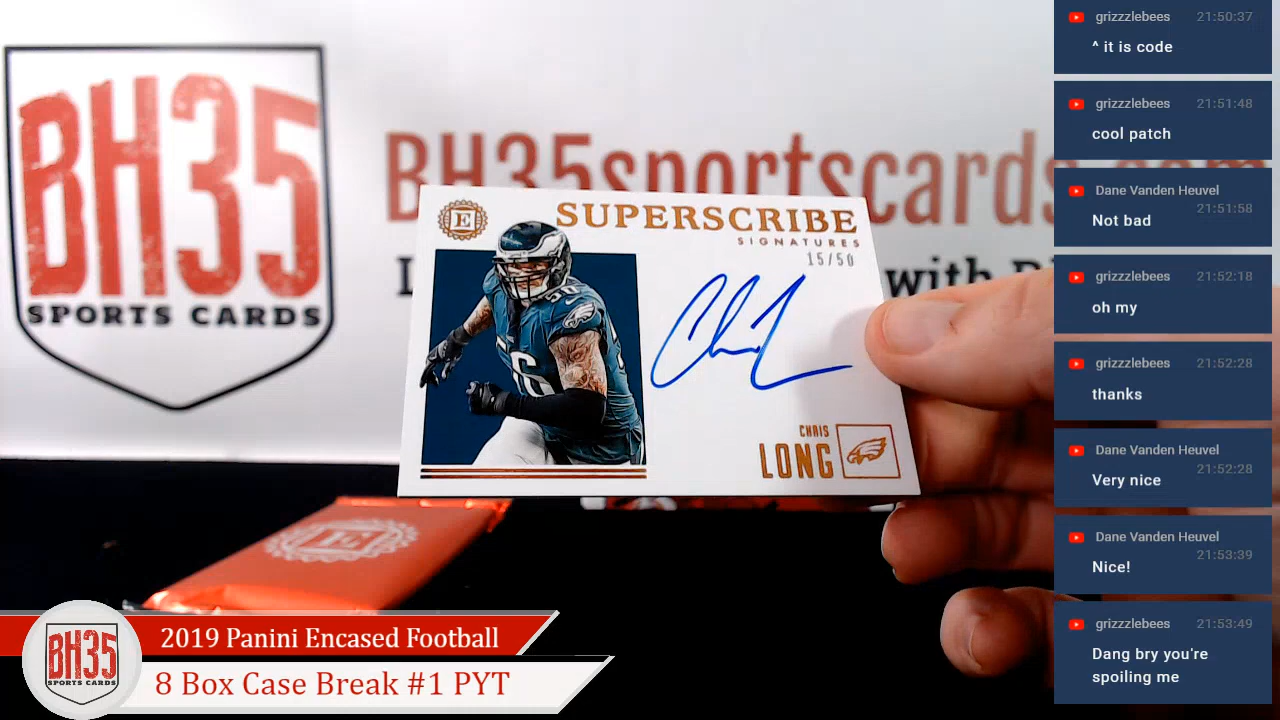 BH35
SPORTS CARDS
BH35sportscards.com
with
E
SUPERSCRIBE
SIGNATURES
15/50
56
CHRIS
LONG
E
BH35
SPORTS CARDS
2019 Panini Encased Football
8 Box Case Break #1 PYT
grizzzlebees 21:50:37
^ it is code
grizzzlebees 21:51:48
cool patch
Dane Vanden Heuvel
21:51:58
Not bad
grizzzlebees 21:52:18
oh my
grizzzlebees 21:52:28
thanks
Dane Vanden Heuvel
21:52:28
Very nice
Dane Vanden Heuvel
21:53:39
Nice!
grizzzlebees 21:53:49
Dang bry you're
spoiling me